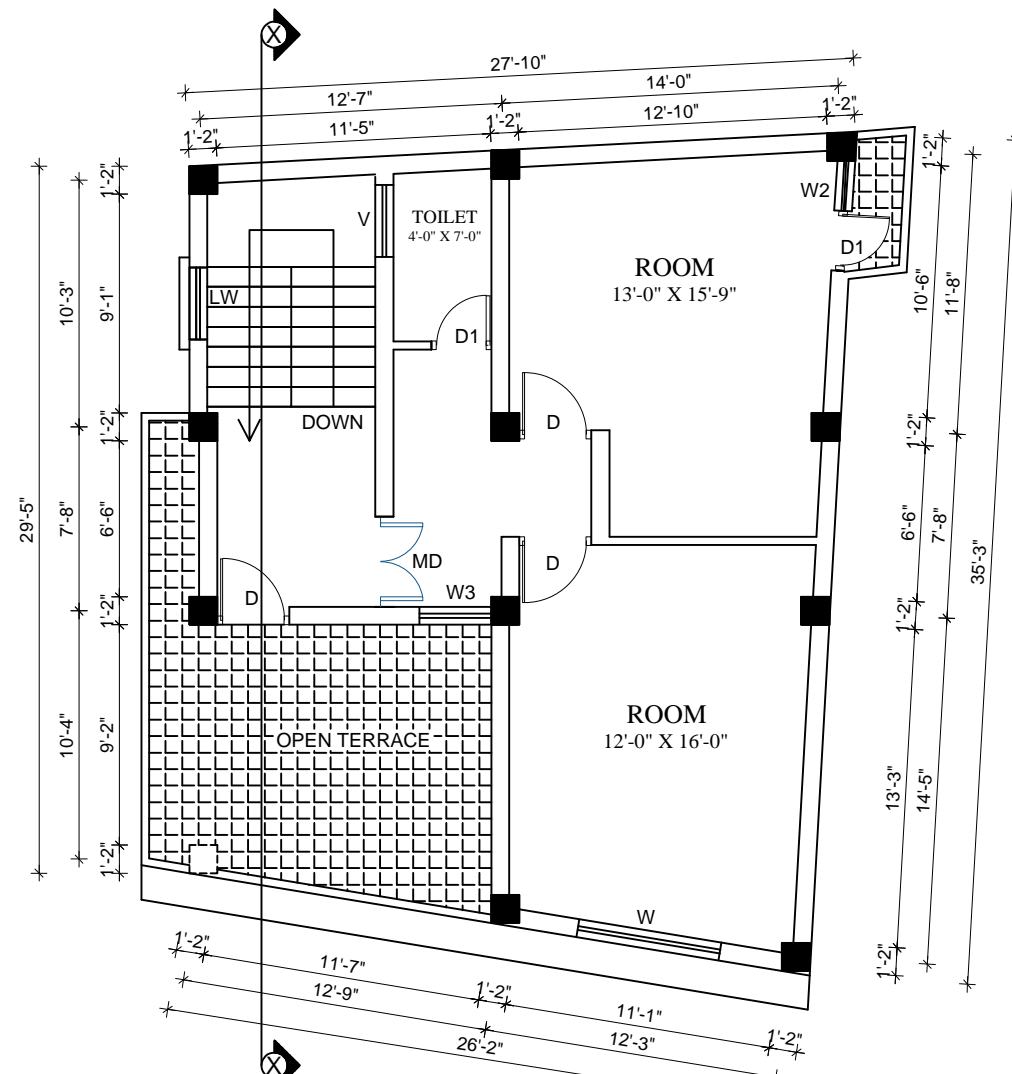 X
27'-10"
12'-7"
14'-0"
1'-2"
11'-5"
1'-2"
12'-10"
1'-2"
1'-2"
1'-2"
V
TOILET
4'-0" X 7'-0"
W2
ROOM
13'-0" X 15'-9"
D1
LW
10'-3"
9'-1"
10'-6"
11'-8"
D1
DOWN
D
1'-2"
1'-2"
29'-5"
7'-8"
6'-6"
6'-6"
7'-8"
35'-3"
MD
D
D
W3
1'-2"
1'-2"
ROOM
12'-0" X 16'-0"
OPEN TERRACE
10'-4"
9'-2"
13'-3"
14'-5"
1'-2"
W
1'-2"
1'-2"
11'-7"
12'-9"
1'-2"
11'-1"
1'-2"
26'-2"
12'-3"
X